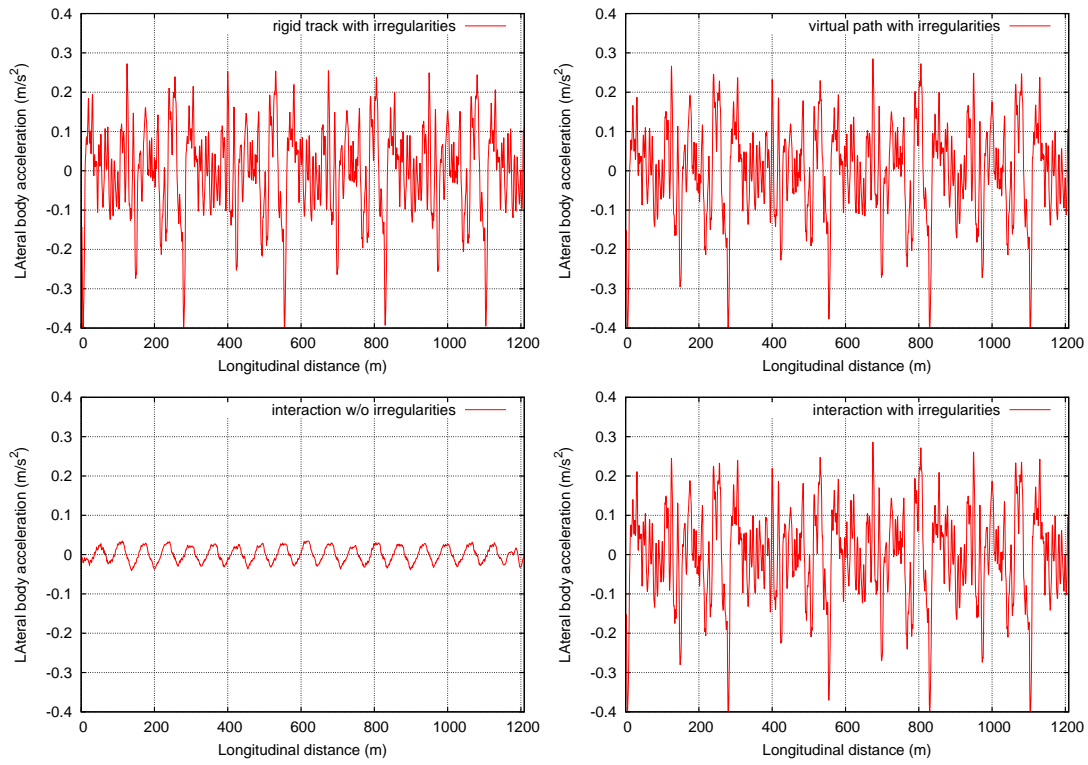 0.4
rigid track with irregularities
0.3
0.2
0.1
0
-0.1
-0.2
-0.3
-0.4
0 200 400 600 800 1000 1200
LAteral body acceleration (m/s2)
Longitudinal distance (m)
0.4
virtual path with irregularities
0.3
0.2
0.1
0
-0.1
-0.2
-0.3
-0.4
0 200 400 600 800 1000 1200
LAteral body acceleration (m/s2)
Longitudinal distance (m)
0.4
interaction w/o irregularities
0.3
0.2
0.1
0
-0.1
-0.2
-0.3
-0.4
0 200 400 600 800 1000 1200
LAteral body acceleration (m/s2)
Longitudinal distance (m)
0.4
interaction with irregularities
0.3
0.2
0.1
0
-0.1
-0.2
-0.3
-0.4
0 200 400 600 800 1000 1200
LAteral body acceleration (m/s2)
Longitudinal distance (m)